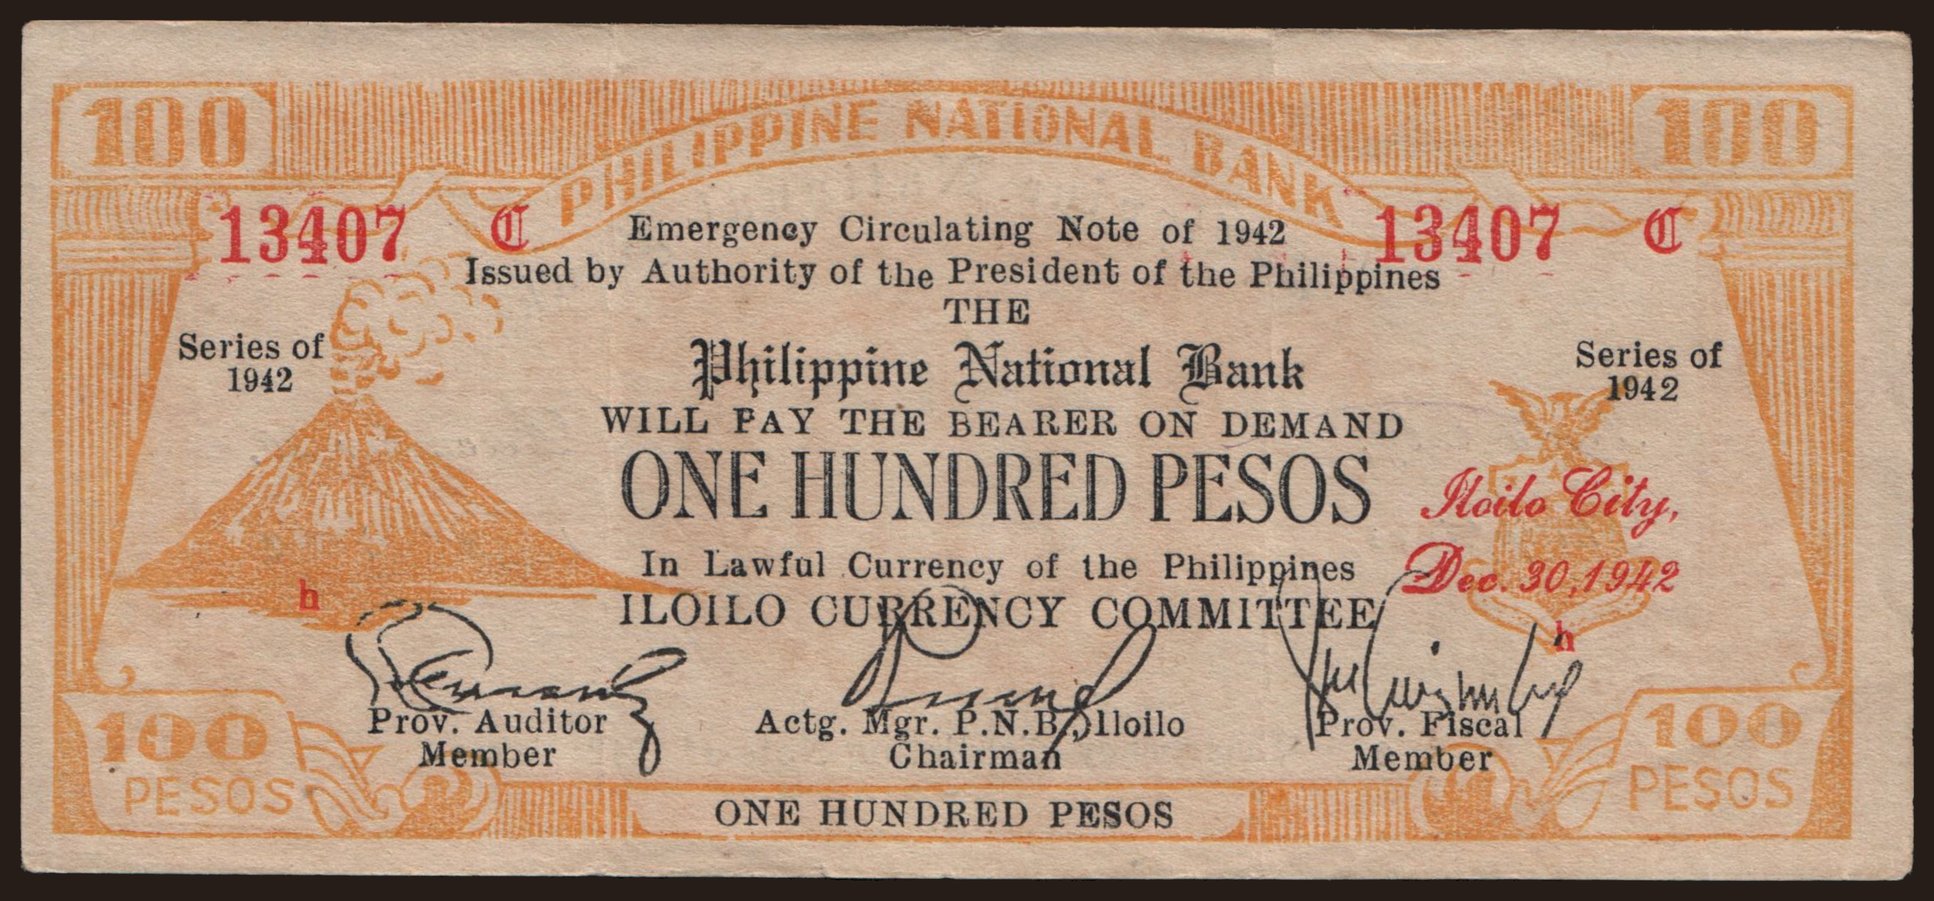 100 100
PHILIPPINE NATIONAL BANK
13407 C 13407 C
Emergency Circulating Note of 1942
Issued by Authority of the President of the Philippines
THE
Series of
1942
Philippine National Bank
Series of
1942
WILL PAY THE BEARER ON DEMAND
ONE HUNDRED PESOS
Iloilo City,
Dec. 30, 1942
In Lawful Currency of the Philippines
h
ILOILO CURRENCY COMMITTEE
h
Prov. Auditor
Member
Actg. Mgr. P.N.B., Iloilo
Chairman
Prov. Fiscal
Member
100
PESOS
ONE HUNDRED PESOS
100
PESOS